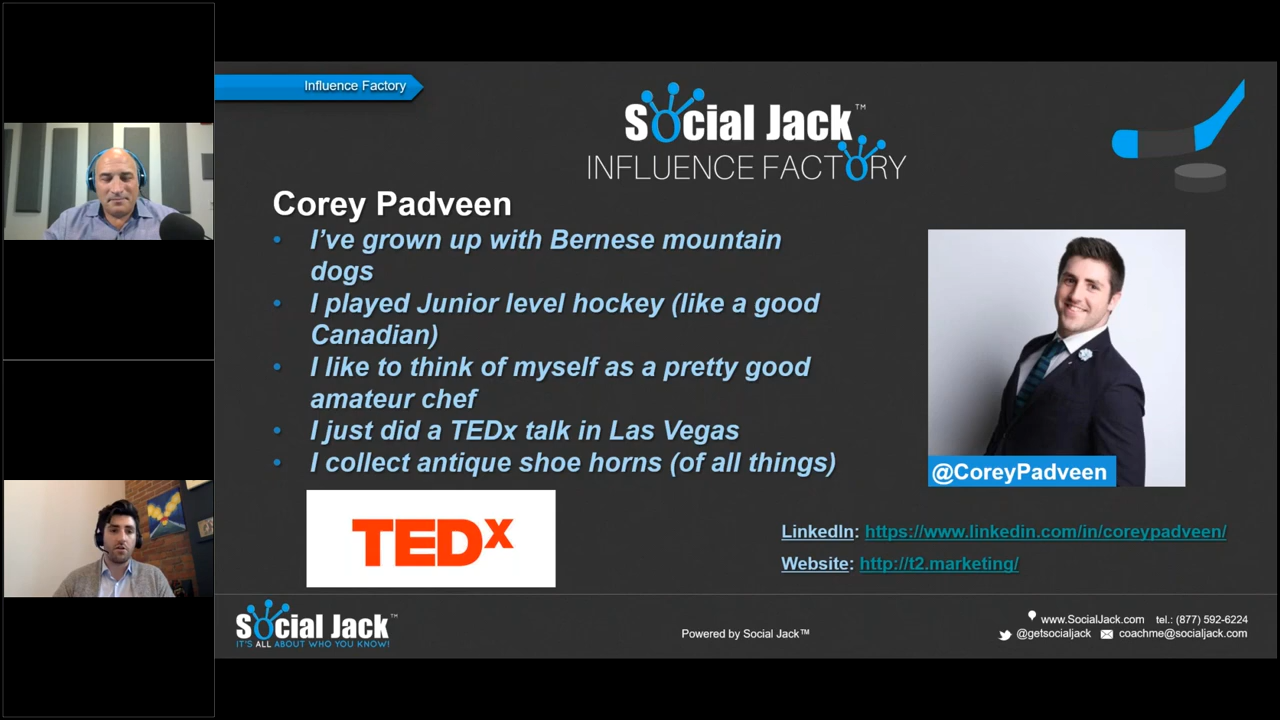 Influence Factory
Social Jack™
INFLUENCE FACTORY
Corey Padveen
• I've grown up with Bernese mountain
dogs
• I played Junior level hockey (like a good
Canadian)
• I like to think of myself as a pretty good
amateur chef
• I just did a TEDx talk in Las Vegas
• I collect antique shoe horns (of all things)
@CoreyPadveen
TEDx
LinkedIn: https://www.linkedin.com/in/coreypadveen/
Website: http://t2.marketing/
Social Jack™
IT'S ALL ABOUT WHO YOU KNOW!
Powered by Social Jack™
www.SocialJack.com tel.: (877) 592-6224
@getsocialjack coachme@socialjack.com